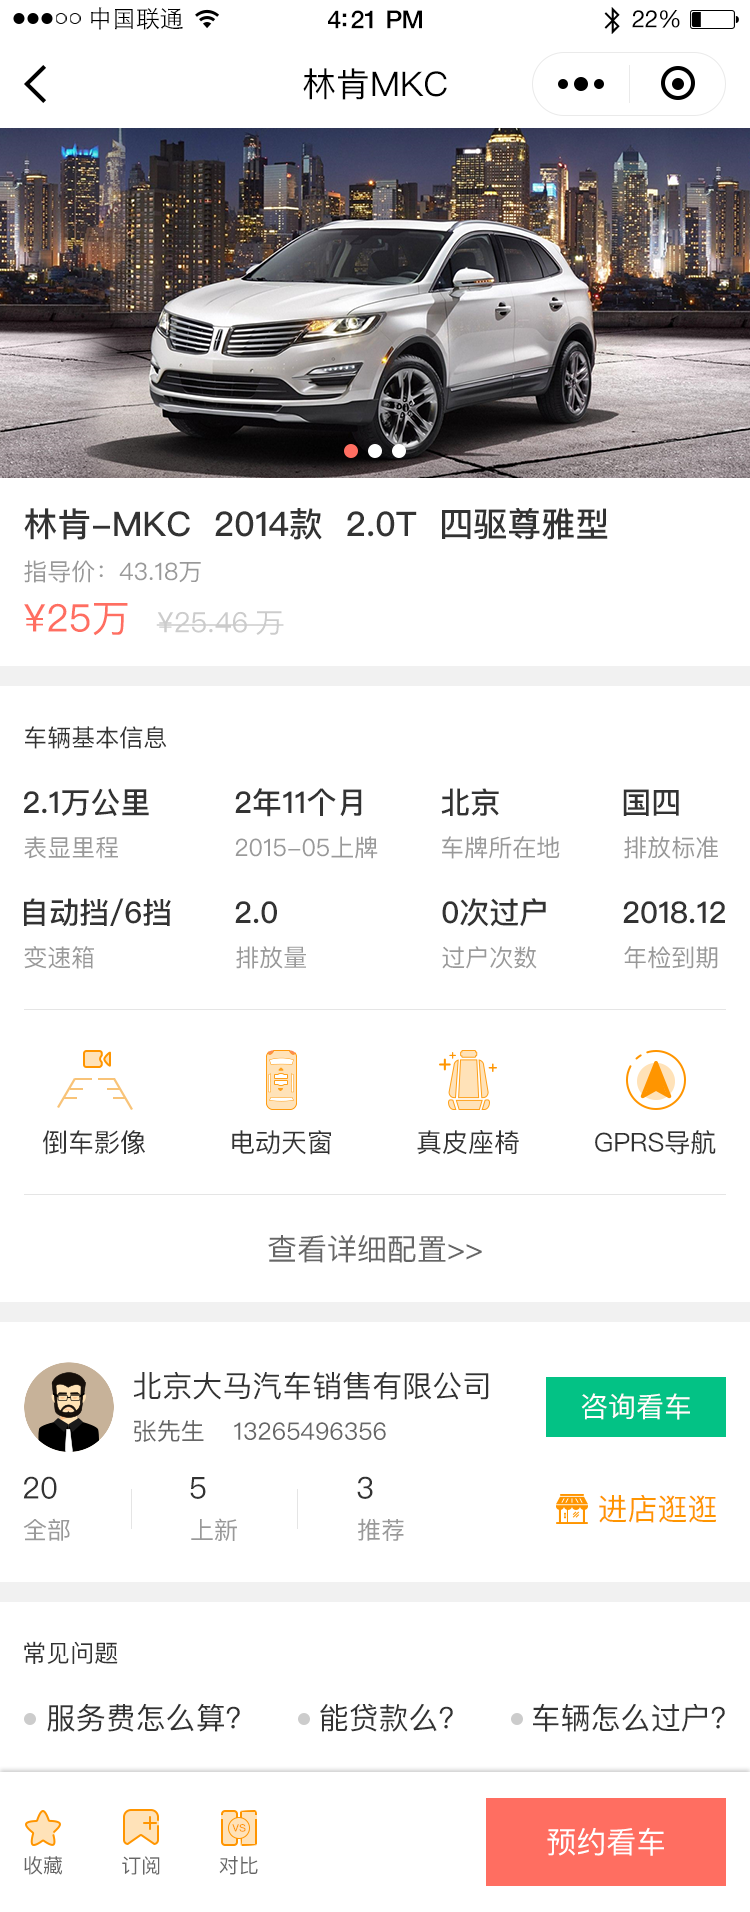 中国联通 4:21 PM 22%
林肯MKC
林肯-MKC 2014款 2.0T 四驱尊雅型
指导价：43.18万
¥25万 ¥25.46 万
车辆基本信息
2.1万公里 2年11个月 北京 国四
表显里程 2015-05上牌 车牌所在地 排放标准
自动挡/6挡 2.0 0次过户 2018.12
变速箱 排放量 过户次数 年检到期
倒车影像 电动天窗 真皮座椅 GPRS导航
查看详细配置>>
北京大马汽车销售有限公司
张先生 13265496356
咨询看车
20 5 3
全部 上新 推荐
进店逛逛
常见问题
服务费怎么算? 能贷款么? 车辆怎么过户?
VS
收藏 订阅 对比
预约看车